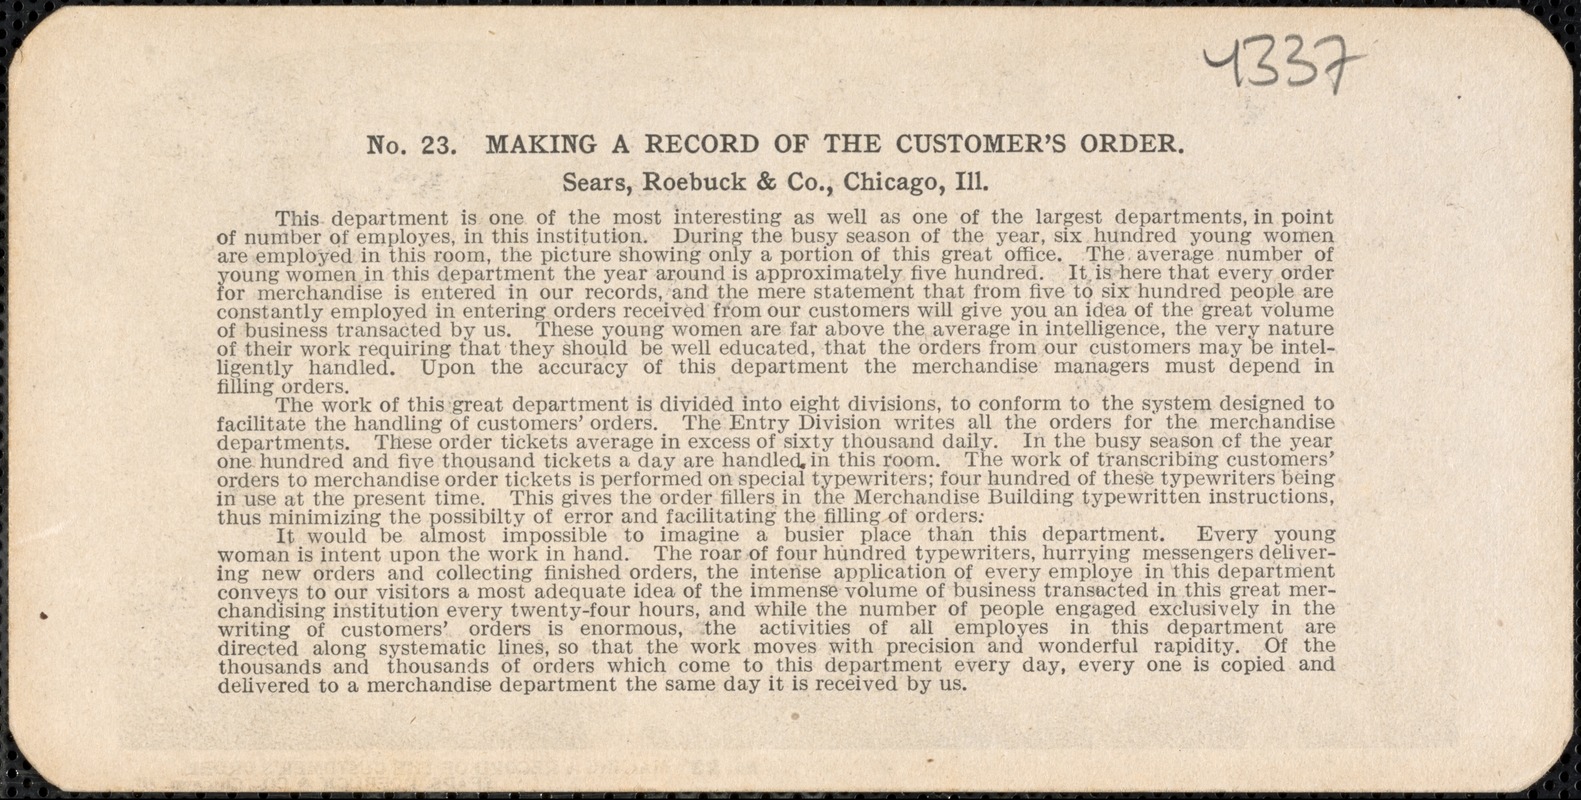 4337
No. 23. MAKING A RECORD OF THE CUSTOMER'S ORDER.
Sears, Roebuck & Co., Chicago, Ill.
This department is one of the most interesting as well as one of the largest departments, in point
of number of employes, in this institution. During the busy season of the year, six hundred young women
are employed in this room, the picture showing only a portion of this great office. The average number of
young women in this department the year around is approximately five hundred. It is here that every order
for merchandise is entered in our records, and the mere statement that from five to six hundred people are
constantly employed in entering orders received from our customers will give you an idea of the great volume
of business transacted by us. These young women are far above the average in intelligence, the very nature
of their work requiring that they should be well educated, that the orders from our customers may be intel-
ligently handled. Upon the accuracy of this department the merchandise managers must depend in
filling orders.
The work of this great department is divided into eight divisions, to conform to the system designed to
facilitate the handling of customers' orders. The Entry Division writes all the orders for the merchandise
departments. These order tickets average in excess of sixty thousand daily. In the busy season of the year
one hundred and five thousand tickets a day are handled in this room. The work of transcribing customers'
orders to merchandise order tickets is performed on special typewriters; four hundred of these typewriters being
in use at the present time. This gives the order fillers in the Merchandise Building typewritten instructions,
thus minimizing the possibilty of error and facilitating the filling of orders:
It would be almost impossible to imagine a busier place than this department. Every young
woman is intent upon the work in hand. The roar of four hundred typewriters, hurrying messengers deliver-
ing new orders and collecting finished orders, the intense application of every employe in this department
conveys to our visitors a most adequate idea of the immense volume of business transacted in this great mer-
chandising institution every twenty-four hours, and while the number of people engaged exclusively in the
writing of customers' orders is enormous, the activities of all employes in this department are
directed along systematic lines, so that the work moves with precision and wonderful rapidity. Of the
thousands and thousands of orders which come to this department every day, every one is copied and
delivered to a merchandise department the same day it is received by us.